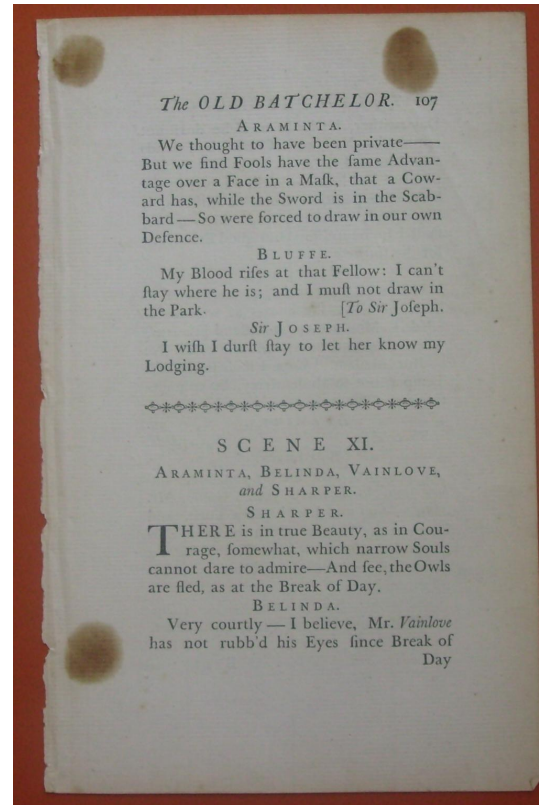 The OLD BATCHELOR. 107
ARAMINTA.
We thought to have been private——
But we find Fools have the ſame Advan-
tage over a Face in a Maſk, that a Cow-
ard has, while the Sword is in the Scab-
bard — So were forced to draw in our own
Defence.
BLUFFE.
My Blood riſes at that Fellow: I can't
ſtay where he is; and I muſt not draw in
the Park. [To Sir Joſeph.
Sir JOSEPH.
I wiſh I durſt ſtay to let her know my
Lodging.
SCENE XI.
ARAMINTA, BELINDA, VAINLOVE,
and SHARPER.
SHARPER.
THERE is in true Beauty, as in Cou-
rage, ſomewhat, which narrow Souls
cannot dare to admire—And ſee, the Owls
are fled, as at the Break of Day.
BELINDA.
Very courtly — I believe, Mr. Vainlove
has not rubb'd his Eyes ſince Break of
Day